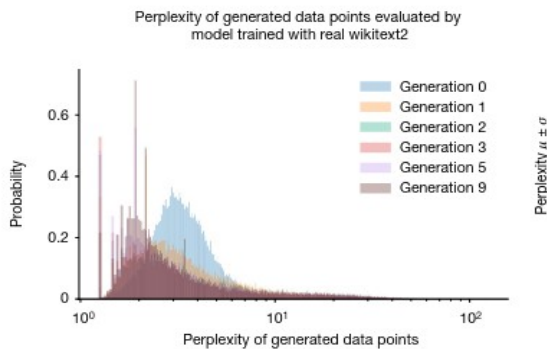 Perplexity of generated data points evaluated by
model trained with real wikitext2
Probability
0.6
0.4
0.2
0
Generation 0
Generation 1
Generation 2
Generation 3
Generation 5
Generation 9
10⁰
10¹
10²
Perplexity of generated data points
Perplexity μ ± σ